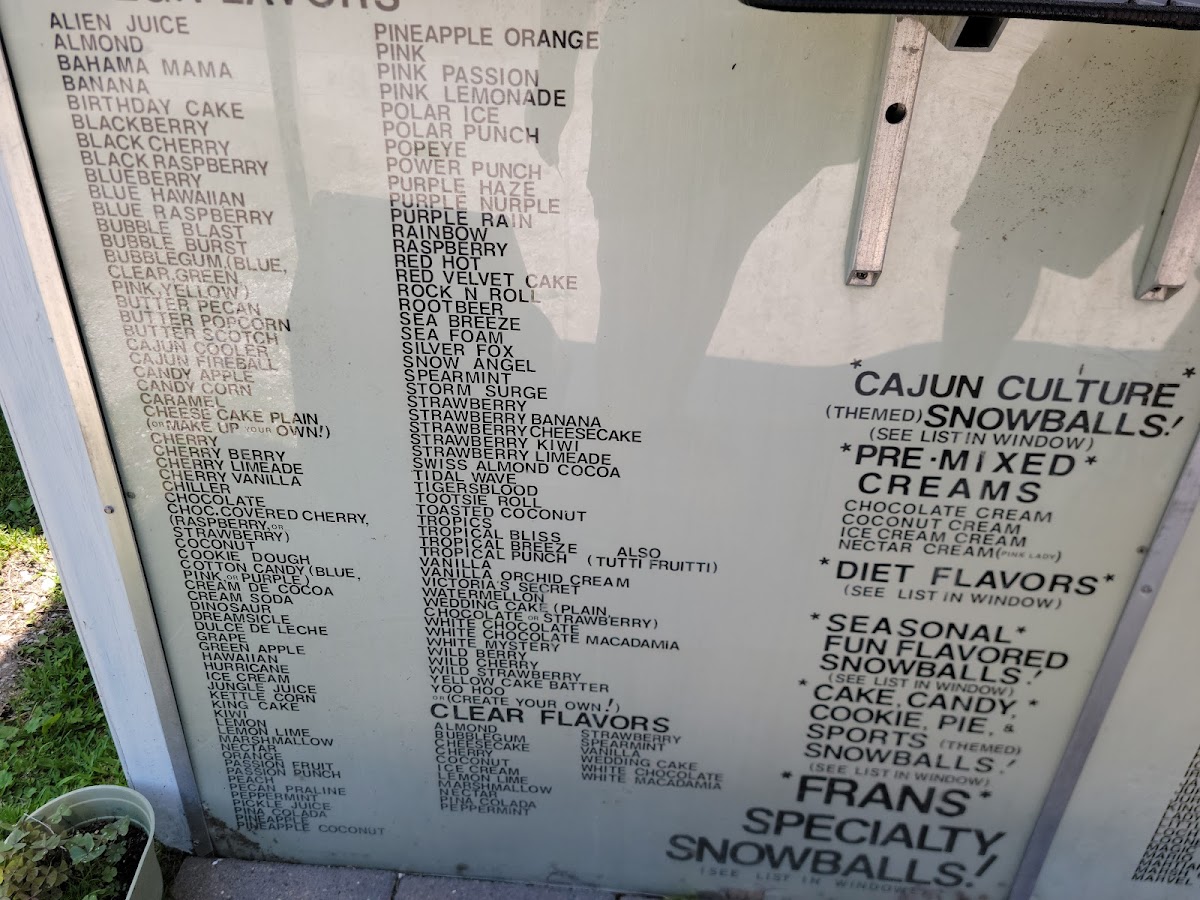 FLAVORS
ALIEN JUICE
ALMOND
BAHAMA MAMA
BANANA
BIRTHDAY CAKE
BLACKBERRY
BLACK CHERRY
BLACK RASPBERRY
BLUEBERRY
BLUE HAWAIIAN
BLUE RASPBERRY
BUBBLE BLAST
BUBBLE BURST
BUBBLEGUM (BLUE,
CLEAR, GREEN
PINK, YELLOW)
BUTTER PECAN
BUTTER POPCORN
BUTTER SCOTCH
CAJUN COOLER
CAJUN FIREBALL
CANDY APPLE
CANDY CORN
CARAMEL
CHEESE CAKE PLAIN
(OR MAKE UP YOUR OWN!)
CHERRY
CHERRY BERRY
CHERRY LIMEADE
CHERRY VANILLA
CHILLER
CHOCOLATE
CHOC. COVERED CHERRY,
(RASPBERRY, OR
STRAWBERRY)
COCONUT
COOKIE DOUGH
COTTON CANDY (BLUE,
PINK, OR PURPLE)
CREAM DE COCOA
CREAM SODA
DINOSAUR
DREAMSICLE
DULCE DE LECHE
GRAPE
GREEN APPLE
HAWAIIAN
HURRICANE
ICE CREAM
JUNGLE JUICE
KETTLE CORN
KING CAKE
KIWI
LEMON
LEMON LIME
MARSHMALLOW
NECTAR
ORANGE
PASSION FRUIT
PASSION PUNCH
PEACH
PECAN PRALINE
PEPPERMINT
PICKLE JUICE
PINA COLADA
PINEAPPLE
PINEAPPLE COCONUT
PINEAPPLE ORANGE
PINK
PINK PASSION
PINK LEMONADE
POLAR ICE
POLAR PUNCH
POPEYE
POWER PUNCH
PURPLE HAZE
PURPLE NURPLE
PURPLE RAIN
RAINBOW
RASPBERRY
RED HOT
RED VELVET CAKE
ROCK N ROLL
ROOTBEER
SEA BREEZE
SEA FOAM
SILVER FOX
SNOW ANGEL
SPEARMINT
STORM SURGE
STRAWBERRY
STRAWBERRY BANANA
STRAWBERRY CHEESECAKE
STRAWBERRY KIWI
STRAWBERRY LIMEADE
SWISS ALMOND COCOA
TIDAL WAVE
TIGERSBLOOD
TOOTSIE ROLL
TOASTED COCONUT
TROPICS
TROPICAL BLISS
TROPICAL BREEZE ALSO
TROPICAL PUNCH (TUTTI FRUITTI)
VANILLA
VANILLA ORCHID CREAM
VICTORIA'S SECRET
WATERMELLON
WEDDING CAKE (PLAIN,
CHOCOLATE OR STRAWBERRY)
WHITE CHOCOLATE
WHITE CHOCOLATE MACADAMIA
WHITE MYSTERY
WILD BERRY
WILD CHERRY
WILD STRAWBERRY
YELLOW CAKE BATTER
YOO HOO
OR (CREATE YOUR OWN!)
CLEAR FLAVORS
ALMOND
BUBBLEGUM
CHEESECAKE
CHERRY
COCONUT
ICE CREAM
LEMON LIME
MARSHMALLOW
NECTAR
PINA COLADA
PEPPERMINT
STRAWBERRY
SPEARMINT
VANILLA
WEDDING CAKE
WHITE CHOCOLATE
WHITE MACADAMIA
*CAJUN CULTURE*
(THEMED) SNOWBALLS!
(SEE LIST IN WINDOW)
*PRE-MIXED*
CREAMS
CHOCOLATE CREAM
COCONUT CREAM
ICE CREAM CREAM
NECTAR CREAM (PINK LADY)
*DIET FLAVORS*
(SEE LIST IN WINDOW)
*SEASONAL*
FUN FLAVORED
SNOWBALLS!
(SEE LIST IN WINDOW)
*CAKE, CANDY,*
COOKIE, PIE, &
SPORTS (THEMED)
SNOWBALLS!
(SEE LIST IN WINDOW)
*FRANS*
SPECIALTY
SNOWBALLS!
(SEE LIST IN WINDOW)
MARVEL